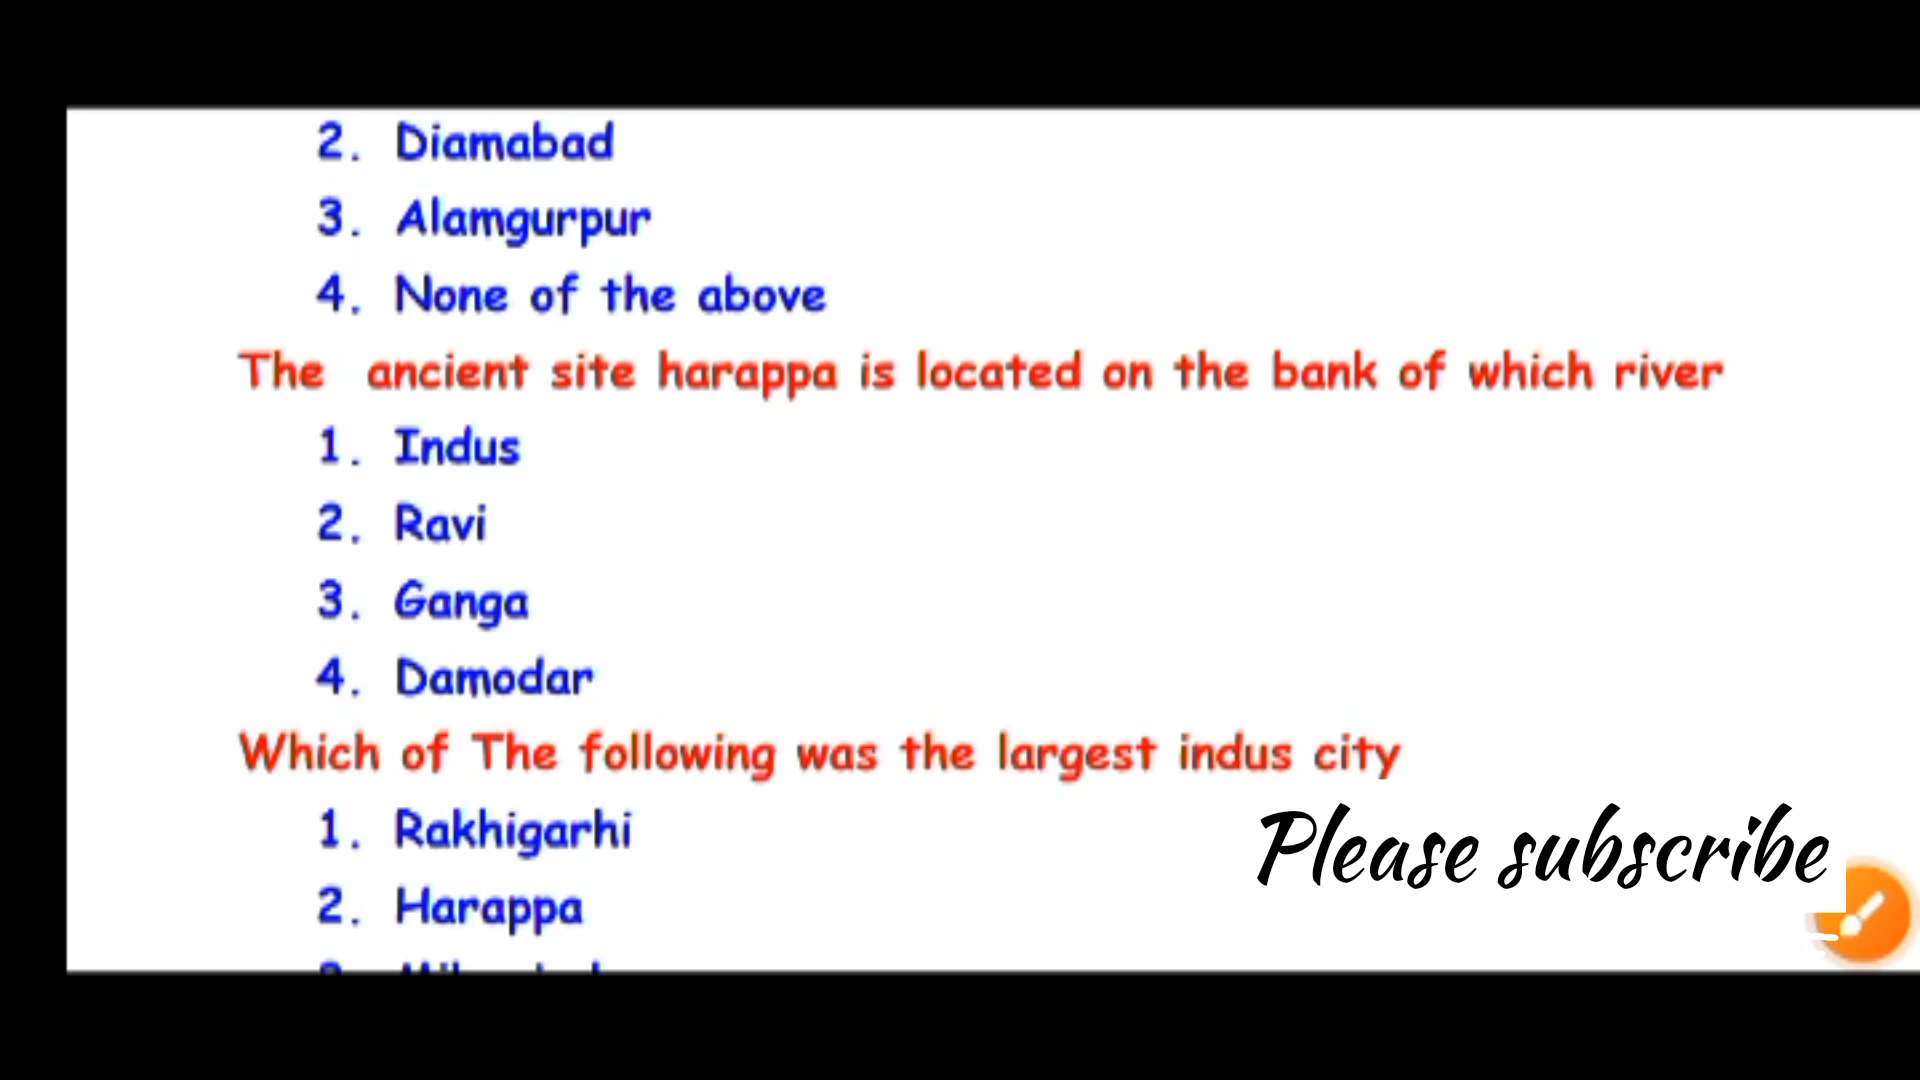 2. Diamabad
3. Alamgurpur
4. None of the above
The ancient site harappa is located on the bank of which river
1. Indus
2. Ravi
3. Ganga
4. Damodar
Which of The following was the largest indus city
1. Rakhigarhi
2. Harappa
Please subscribe